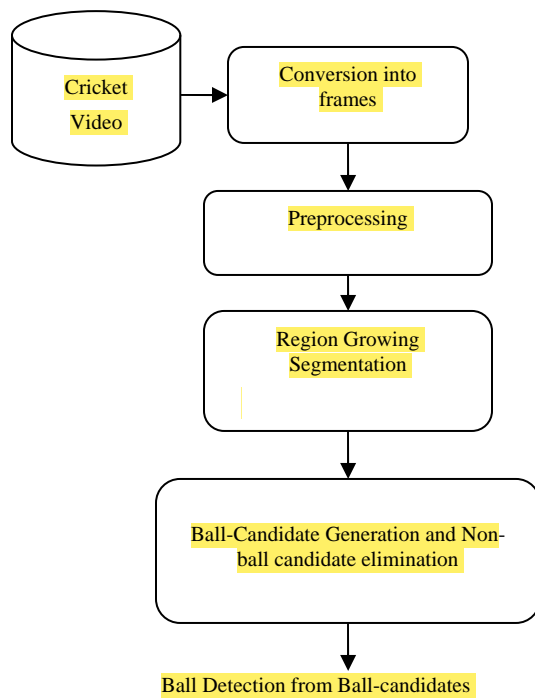 Cricket
Video
Conversion into
frames
Preprocessing
Region Growing
Segmentation
Ball-Candidate Generation and Non-
ball candidate elimination
Ball Detection from Ball-candidates